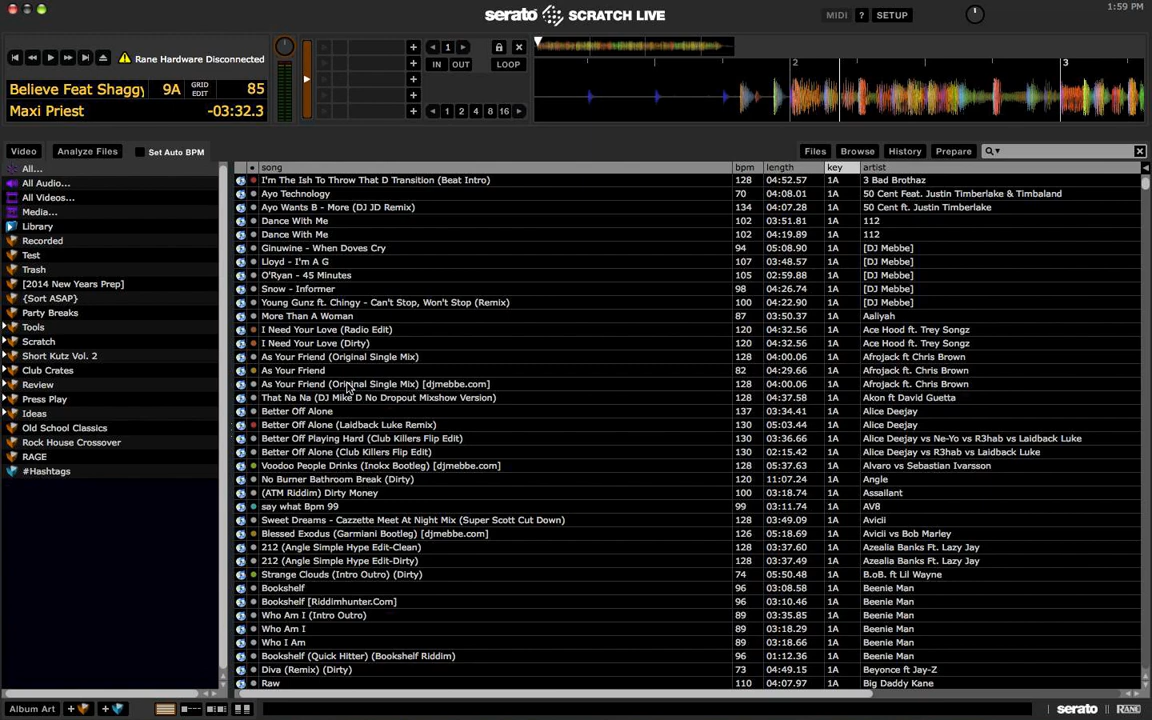 serato SCRATCH LIVE
MIDI ? SETUP
1:59 PM
Rane Hardware Disconnected
Believe Feat Shaggy 9A GRID EDIT 85
Maxi Priest -03:32.3
1
IN OUT LOOP
1 2 4 8 16
2 3
Video Analyze Files Set Auto BPM
Files Browse History Prepare
All...
All Audio...
All Videos...
Media...
Library
Recorded
Test
Trash
[2014 New Years Prep]
{Sort ASAP}
Party Breaks
Tools
Scratch
Short Kutz Vol. 2
Club Crates
Review
Press Play
Ideas
Old School Classics
Rock House Crossover
RAGE
#Hashtags
song bpm length key artist
I'm The Ish To Throw That D Transition (Beat Intro) 128 04:52.57 1A 3 Bad Brothaz
Ayo Technology 70 04:08.01 1A 50 Cent Feat. Justin Timberlake & Timbaland
Ayo Wants B - More (DJ JD Remix) 134 04:07.28 1A 50 Cent ft. Justin Timberlake
Dance With Me 102 03:51.81 1A 112
Dance With Me 102 04:19.89 1A 112
Ginuwine - When Doves Cry 94 05:08.90 1A [DJ Mebbe]
Lloyd - I'm A G 107 03:48.57 1A [DJ Mebbe]
O'Ryan - 45 Minutes 105 02:59.88 1A [DJ Mebbe]
Snow - Informer 98 04:26.74 1A [DJ Mebbe]
Young Gunz ft. Chingy - Can't Stop, Won't Stop (Remix) 100 04:22.90 1A [DJ Mebbe]
More Than A Woman 87 03:50.37 1A Aaliyah
I Need Your Love (Radio Edit) 120 04:32.56 1A Ace Hood ft. Trey Songz
I Need Your Love (Dirty) 120 04:32.56 1A Ace Hood ft. Trey Songz
As Your Friend (Original Single Mix) 128 04:00.06 1A Afrojack ft Chris Brown
As Your Friend 82 04:29.66 1A Afrojack ft Chris Brown
As Your Friend (Original Single Mix) [djmebbe.com] 128 04:00.06 1A Afrojack ft Chris Brown
That Na Na (DJ Mike D No Dropout Mixshow Version) 128 04:37.58 1A Akon ft David Guetta
Better Off Alone 137 03:34.41 1A Alice Deejay
Better Off Alone (Laidback Luke Remix) 130 05:03.44 1A Alice Deejay
Better Off Playing Hard (Club Killers Flip Edit) 130 03:36.66 1A Alice Deejay vs Ne-Yo vs R3hab vs Laidback Luke
Better Off Alone (Club Killers Flip Edit) 130 02:15.42 1A Alice Deejay vs R3hab vs Laidback Luke
Voodoo People Drinks (Inokx Bootleg) [djmebbe.com] 128 05:37.63 1A Alvaro vs Sebastian Ivarsson
No Burner Bathroom Break (Dirty) 120 11:07.24 1A Angle
(ATM Riddim) Dirty Money 100 03:18.74 1A Assailant
say what Bpm 99 99 03:11.74 1A AV8
Sweet Dreams - Cazzette Meet At Night Mix (Super Scott Cut Down) 128 03:49.09 1A Avicii
Blessed Exodus (Garmiani Bootleg) [djmebbe.com] 126 05:18.69 1A Avicii vs Bob Marley
212 (Angle Simple Hype Edit-Clean) 128 03:37.60 1A Azealia Banks Ft. Lazy Jay
212 (Angle Simple Hype Edit-Dirty) 128 03:37.49 1A Azealia Banks Ft. Lazy Jay
Strange Clouds (Intro Outro) (Dirty) 74 05:50.48 1A B.oB. ft Lil Wayne
Bookshelf 96 03:08.58 1A Beenie Man
Bookshelf [Riddimhunter.Com] 96 03:10.46 1A Beenie Man
Who Am I (Intro Outro) 89 03:35.85 1A Beenie Man
Who Am I 89 03:18.29 1A Beenie Man
Who I Am 89 03:35.66 1A Beenie Man
Bookshelf (Quick Hitter) (Bookshelf Riddim) 96 01:12.36 1A Beenie Man
Diva (Remix) (Dirty) 73 04:49.15 1A Beyonce ft Jay-Z
Raw 110 04:07.97 1A Big Daddy Kane
Album Art serato RANE